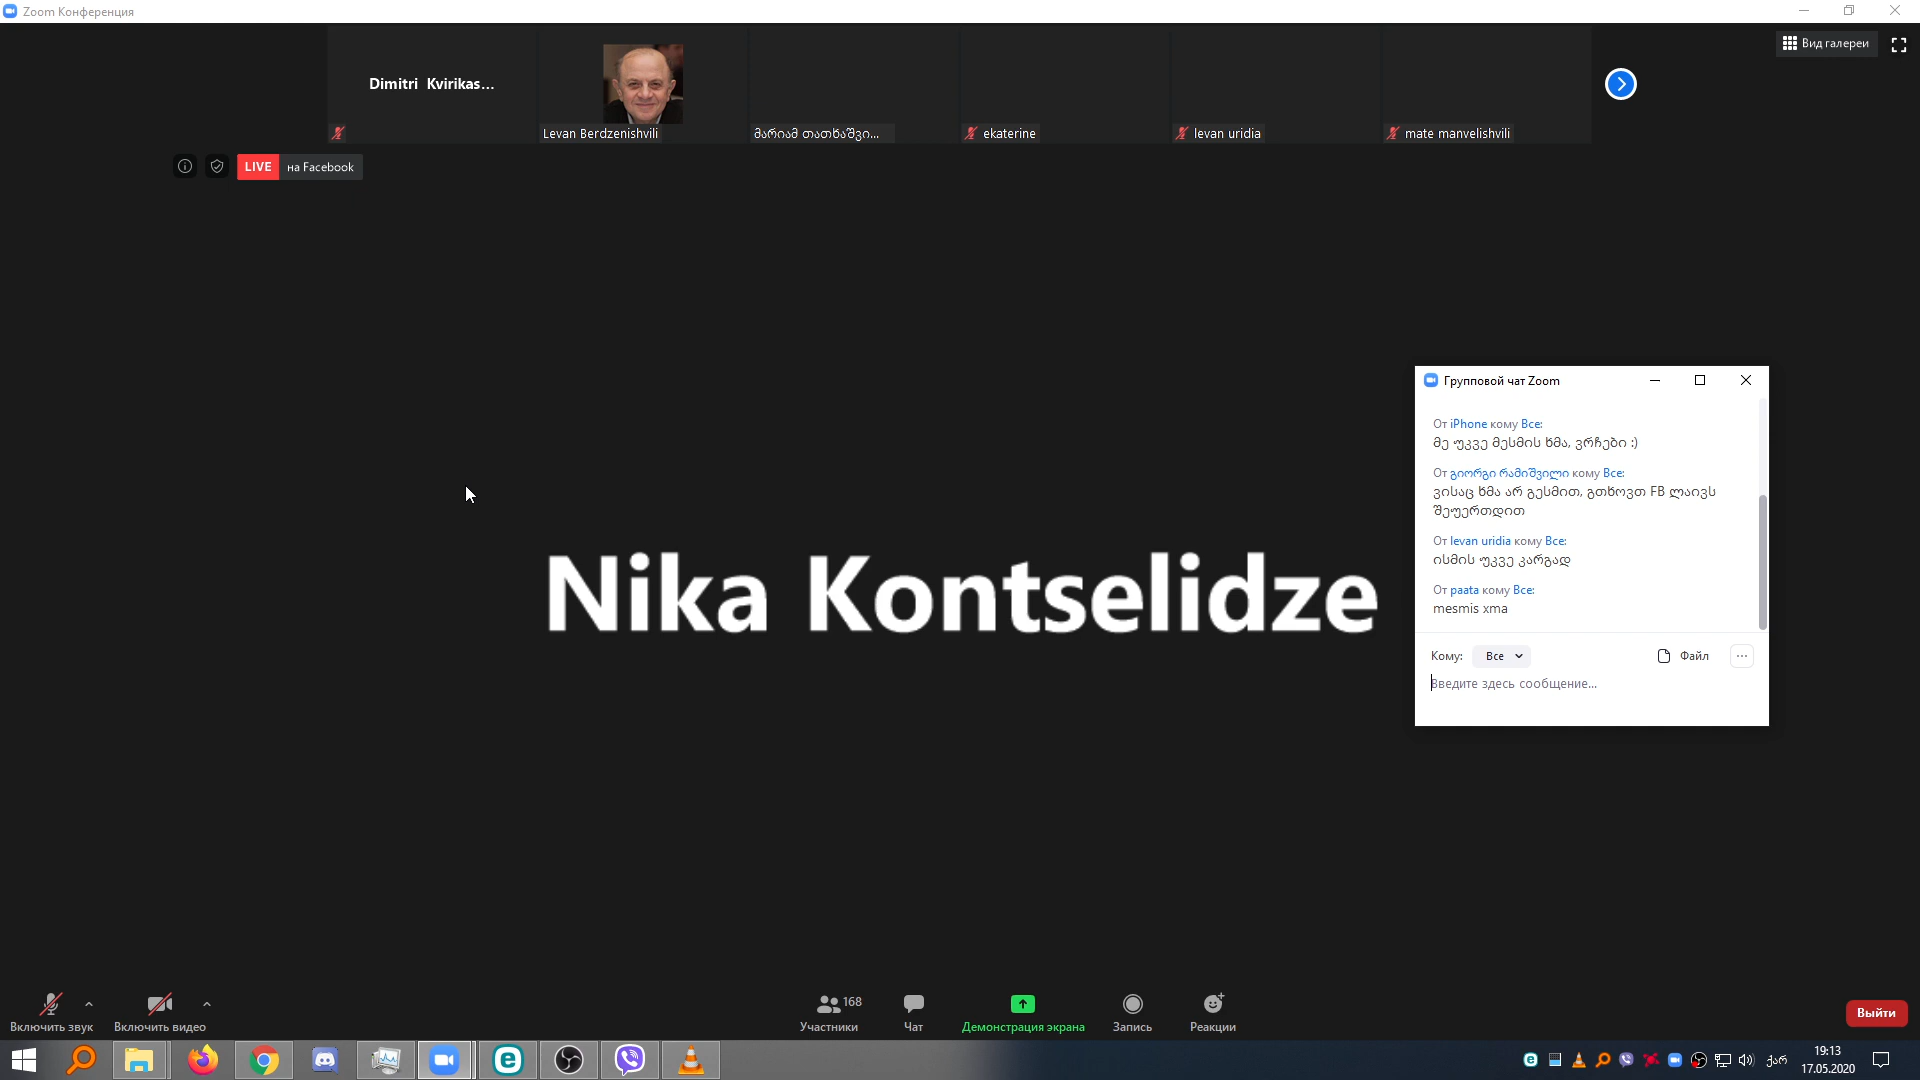 Zoom Конференция
Dimitri Kvirikas...
Levan Berdzenishvili
მარიამ თათხაშვი...
ekaterine
levan uridia
mate manvelishvili
Вид галереи
LIVE на Facebook
Nika Kontselidze
Групповой чат Zoom
От iPhone кому Все:
მე უკვე მესმის ხმა, ვრჩები :)
От გიორგი რამიშვილი кому Все:
ვისაც ხმა არ გესმით, გთხოვთ FB ლაივს
შეუერთდით
От levan uridia кому Все:
ისმის უკვე კარგად
От paata кому Все:
mesmis xma
Кому: Все
Файл
Введите здесь сообщение...
Включить звук
Включить видео
168
Участники
Чат
Демонстрация экрана
Запись
Реакции
Выйти
ქარ
19:13
17.05.2020